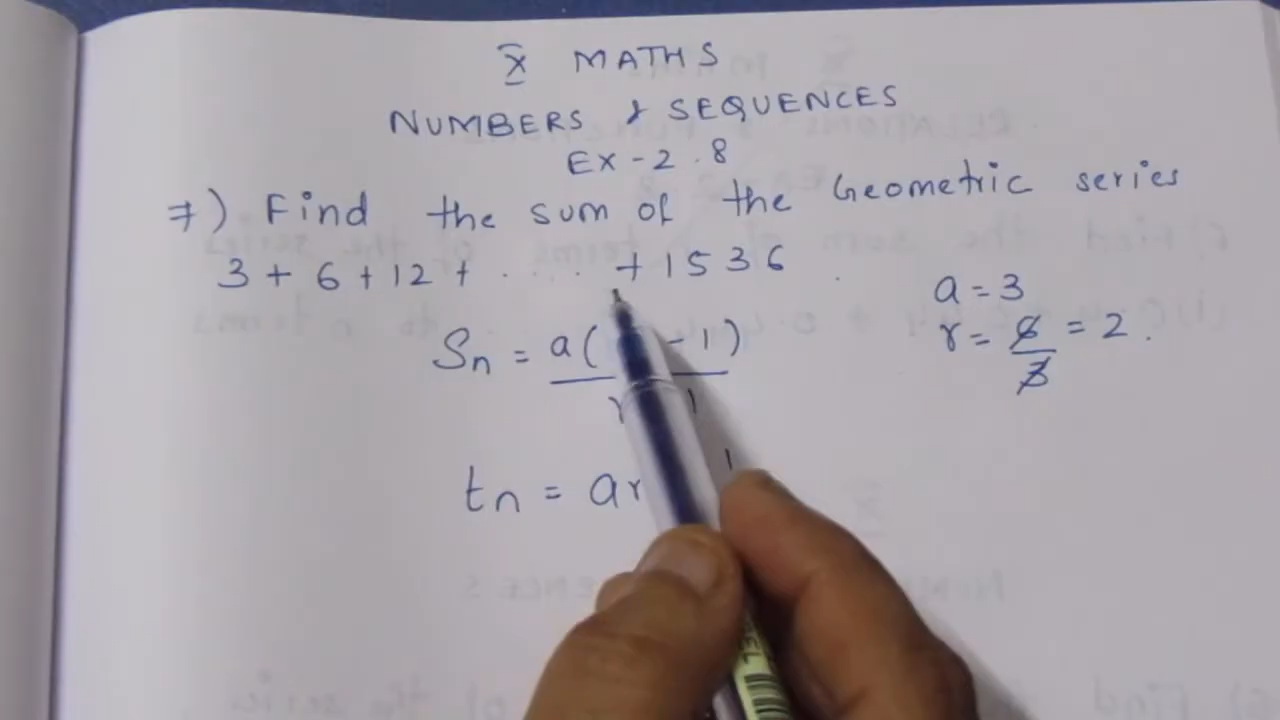 X MATHS
NUMBERS & SEQUENCES
EX-2.8
7) Find the sum of the Geometric series
3 + 6 + 12 + .... + 1536
a = 3
r = 6/3 = 2.
Sn = a( - 1)
tn = ar